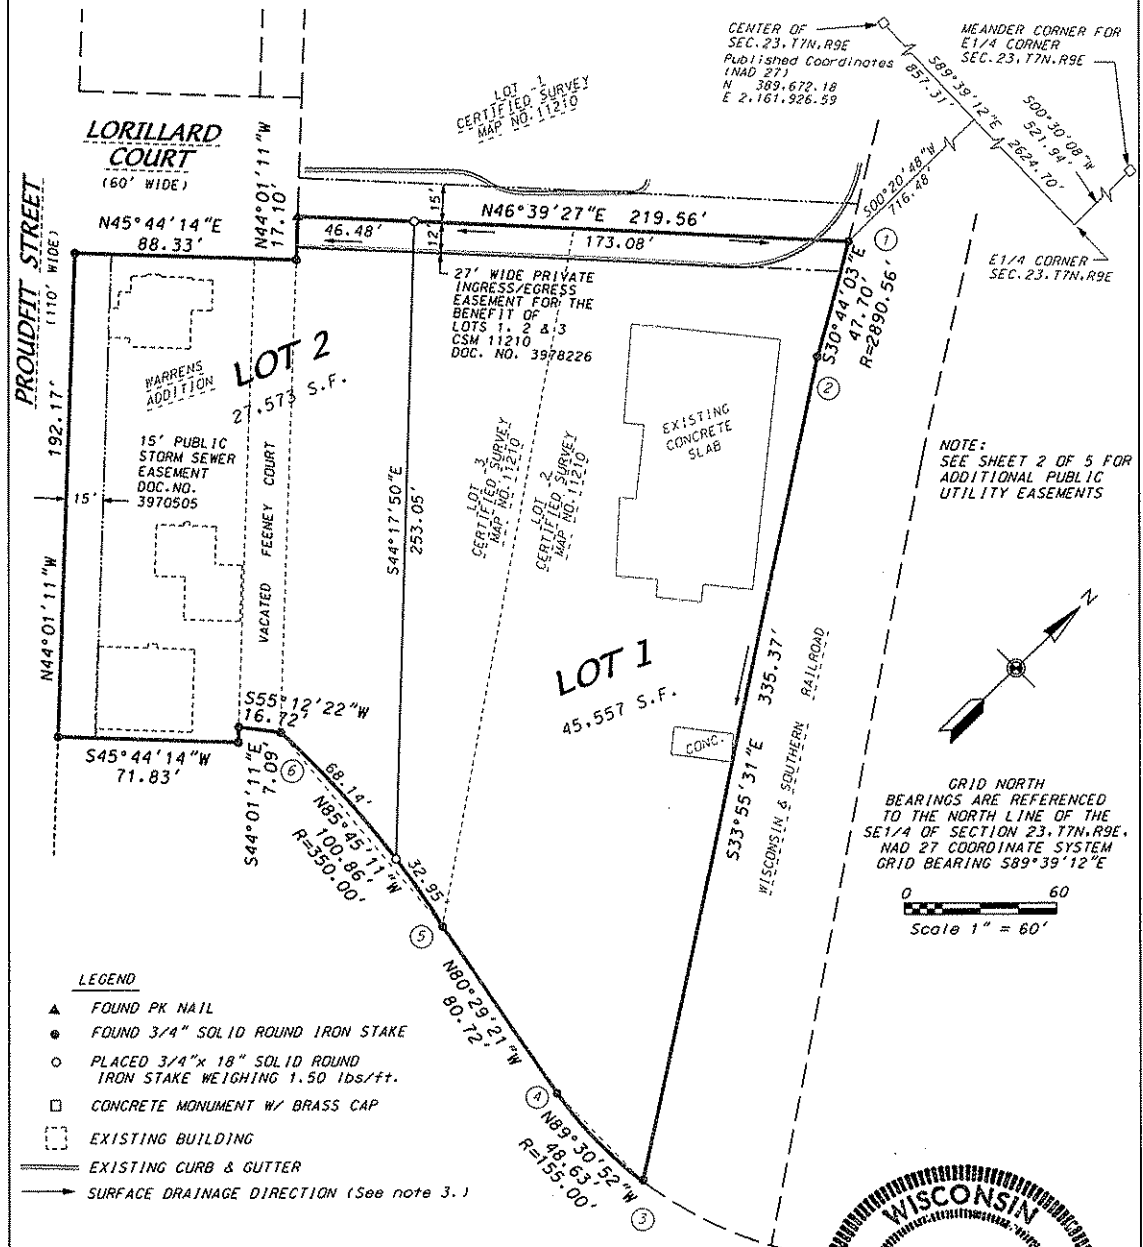 CENTER OF
SEC.23,T7N,R9E
Published Coordinates
(NAD 27)
N 389,672.18
E 2,161,926.59
MEANDER CORNER FOR
E1/4 CORNER
SEC.23,T7N,R9E
S89°39'12"E
857.31'
2624.70'
S00°30'08"W
521.94'
S00°20'48"W
716.48'
E1/4 CORNER
SEC.23,T7N,R9E
LOT 1
CERTIFIED SURVEY
MAP NO.11210
LORILLARD
COURT
(60' WIDE)
PROUDFIT STREET
(110' WIDE)
N45°44'14"E
88.33'
N44°01'11"W
17.10'
N46°39'27"E 219.56'
46.48'
173.08'
15'
12'
27' WIDE PRIVATE
INGRESS/EGRESS
EASEMENT FOR THE
BENEFIT OF
LOTS 1, 2 & 3
CSM 11210
DOC. NO. 3978226
1
S30°44'03"E
47.70'
R=2890.56'
2
LOT 2
27,573 S.F.
WARRENS
ADDITION
15' PUBLIC
STORM SEWER
EASEMENT
DOC.NO.
3970505
15'
192.17'
N44°01'11"W
VACATED FEENEY COURT
S44°17'50"E
253.05'
LOT 3
CERTIFIED SURVEY
MAP NO.11210
LOT 2
CERTIFIED SURVEY
MAP NO.11210
EXISTING
CONCRETE
SLAB
NOTE:
SEE SHEET 2 OF 5 FOR
ADDITIONAL PUBLIC
UTILITY EASEMENTS
LOT 1
45,557 S.F.
CONC.
S33°55'31"E 335.37'
WISCONSIN & SOUTHERN RAILROAD
N
GRID NORTH
BEARINGS ARE REFERENCED
TO THE NORTH LINE OF THE
SE1/4 OF SECTION 23,T7N,R9E,
NAD 27 COORDINATE SYSTEM
GRID BEARING S89°39'12"E
0 60
Scale 1" = 60'
S55°12'22"W
16.72'
S45°44'14"W
71.83'
S44°01'11"E
7.09'
6
68.14'
N85°45'11"W
100.86'
R=350.00'
32.95'
5
N80°29'21"W
80.72'
4
N89°30'52"W
48.63'
R=155.00'
3
LEGEND
FOUND PK NAIL
FOUND 3/4" SOLID ROUND IRON STAKE
PLACED 3/4"x 18" SOLID ROUND
IRON STAKE WEIGHING 1.50 lbs/ft.
CONCRETE MONUMENT W/ BRASS CAP
EXISTING BUILDING
EXISTING CURB & GUTTER
SURFACE DRAINAGE DIRECTION (See note 3.)
WISCONSIN